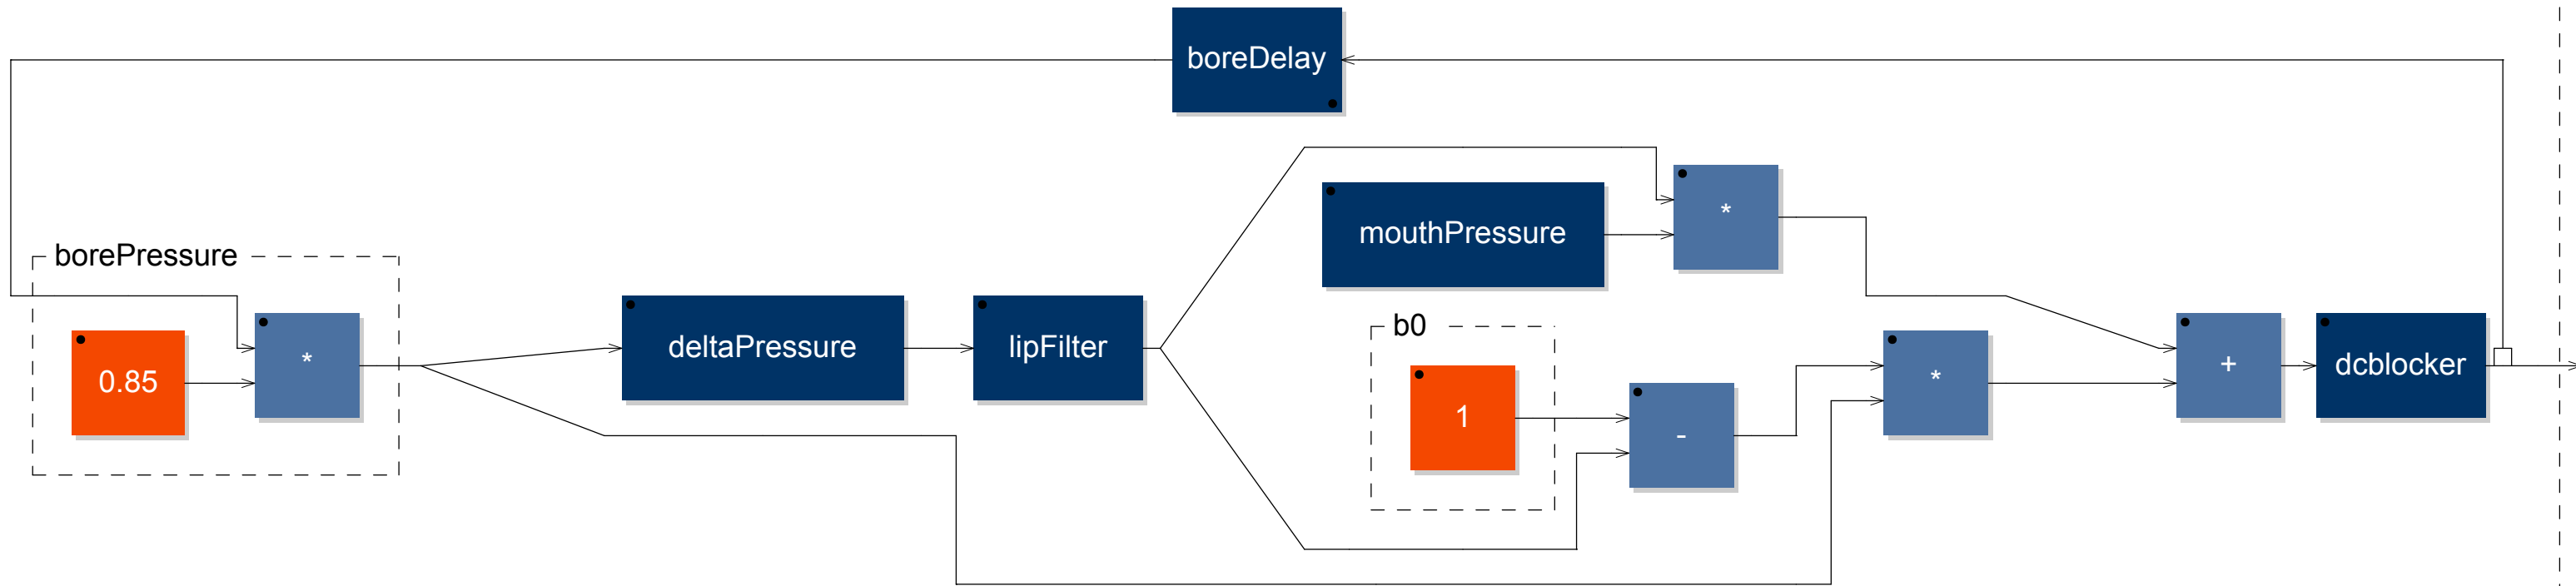 boreDelay
mouthPressure
*
borePressure
0.85
*
deltaPressure
lipFilter
b0
1
-
*
+
dcblocker